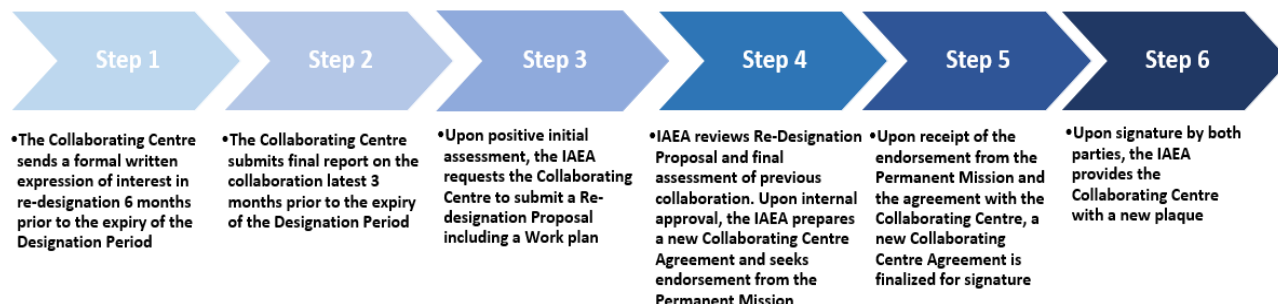 Step 1
Step 2
Step 3
Step 4
Step 5
Step 6
•The Collaborating Centre
sends a formal written
expression of interest in
re-designation 6 months
prior to the expiry of the
Designation Period
•The Collaborating Centre
submits final report on the
collaboration latest 3
months prior to the expiry
of the Designation Period
•Upon positive initial
assessment, the IAEA
requests the Collaborating
Centre to submit a Re-
designation Proposal
including a Work plan
•IAEA reviews Re-Designation
Proposal and final
assessment of previous
collaboration. Upon internal
approval, the IAEA prepares
a new Collaborating Centre
Agreement and seeks
endorsement from the
Permanent Mission
•Upon receipt of the
endorsement from the
Permanent Mission and
the agreement with the
Collaborating Centre, a
new Collaborating
Centre Agreement is
finalized for signature
•Upon signature by both
parties, the IAEA
provides the
Collaborating Centre
with a new plaque